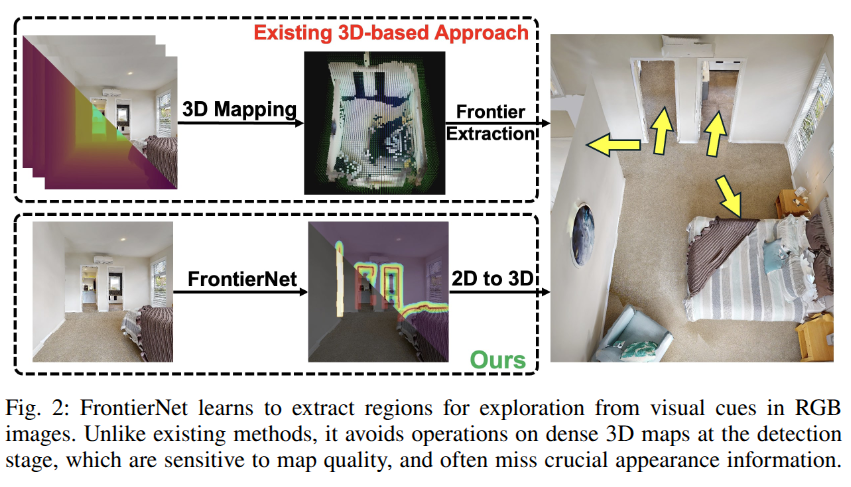 Existing 3D-based Approach
3D Mapping
Frontier
Extraction
FrontierNet
2D to 3D
Ours
Fig. 2: FrontierNet learns to extract regions for exploration from visual cues in RGB
images. Unlike existing methods, it avoids operations on dense 3D maps at the detection
stage, which are sensitive to map quality, and often miss crucial appearance information.